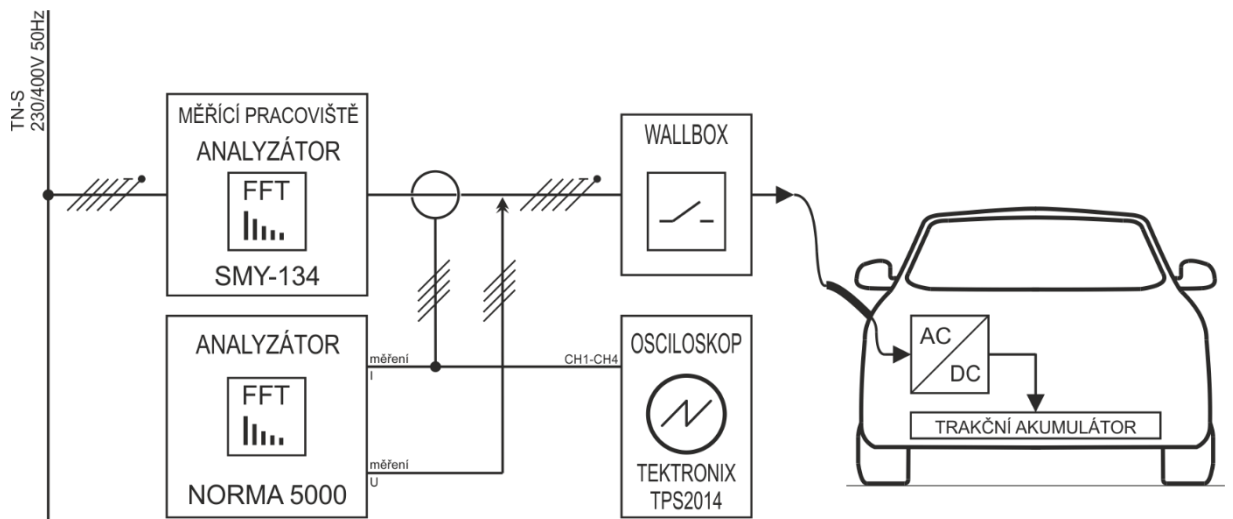 TN-S
230/400V 50Hz
MĚŘÍCÍ PRACOVIŠTĚ
ANALYZÁTOR
FFT
SMY-134
WALLBOX
ANALYZÁTOR
FFT
NORMA 5000
měření
I
měření
U
CH1-CH4
OSCILOSKOP
TEKTRONIX
TPS2014
AC
DC
TRAKČNÍ AKUMULÁTOR